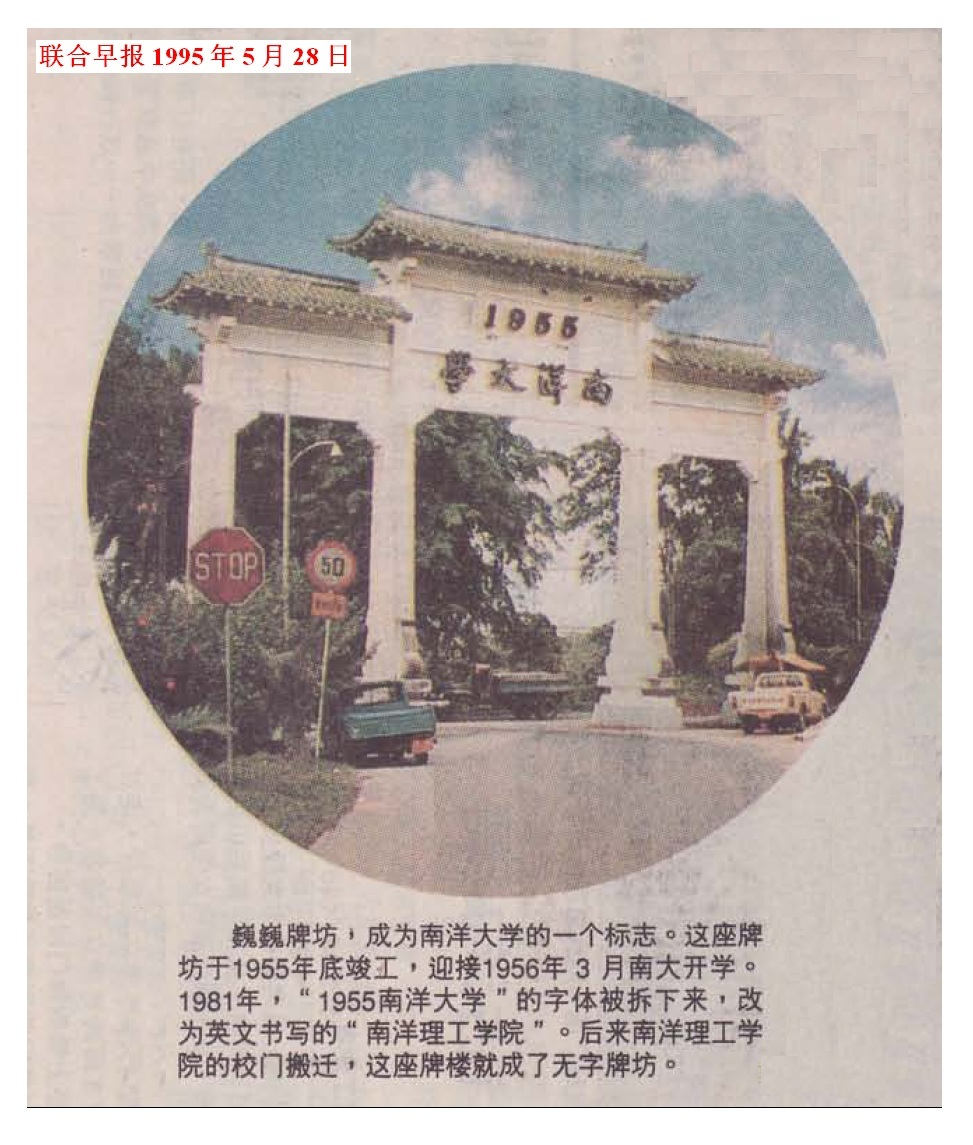 联合早报 1995 年 5 月 28 日
1955
學大洋南
STOP
50
巍巍牌坊，成为南洋大学的一个标志。这座牌
坊于1955年底竣工，迎接1956年 3 月南大开学。
1981年，“1955南洋大学”的字体被拆下来，改
为英文书写的“南洋理工学院”。后来南洋理工学
院的校门搬迁，这座牌楼就成了无字牌坊。